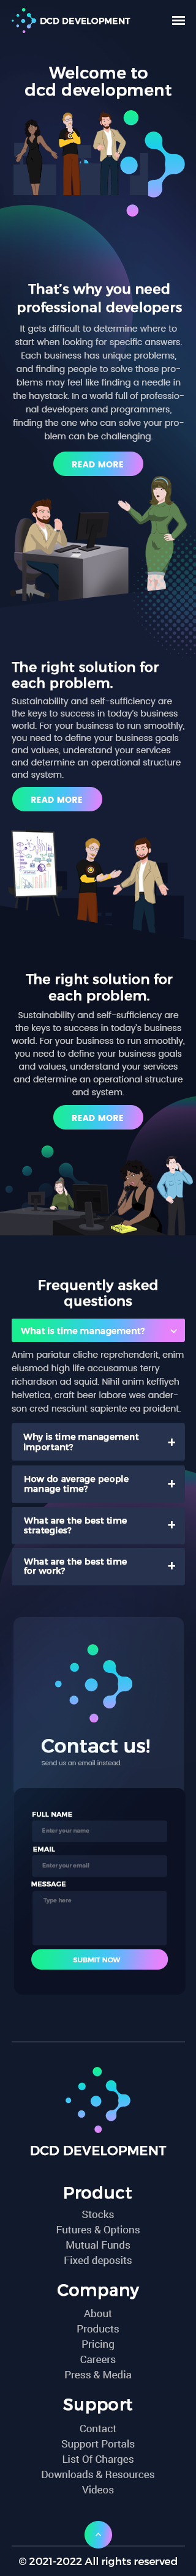 DCD DEVELOPMENT
Welcome to
dcd development
That's why you need
professional developers
It gets difficult to determine where to
start when looking for specific answers.
Each business has unique problems,
and finding people to solve those pro-
blems may feel like finding a needle in
the haystack. In a world full of professio-
nal developers and programmers,
finding the one who can solve your pro-
blem can be challenging.
READ MORE
The right solution for
each problem.
Sustainability and self-sufficiency are
the keys to success in today's business
world. For your business to run smoothly,
you need to define your business goals
and values, understand your services
and determine an operational structure
and system.
READ MORE
The right solution for
each problem.
Sustainability and self-sufficiency are
the keys to success in today's business
world. For your business to run smoothly,
you need to define your business goals
and values, understand your services
and determine an operational structure
and system.
READ MORE
Frequently asked
questions
What is time management?
Anim pariatur cliche reprehenderit, enim
eiusmod high life accusamus terry
richardson ad squid. Nihil anim keffiyeh
helvetica, craft beer labore wes ander-
son cred nesciunt sapiente ea proident.
Why is time management
important?
How do average people
manage time?
What are the best time
strategies?
What are the best time
for work?
Contact us!
Send us an email instead.
FULL NAME
Enter your name
EMAIL
Enter your email
MESSAGE
Type here
SUBMIT NOW
DCD DEVELOPMENT
Product
Stocks
Futures & Options
Mutual Funds
Fixed deposits
Company
About
Products
Pricing
Careers
Press & Media
Support
Contact
Support Portals
List Of Charges
Downloads & Resources
Videos
© 2021-2022 All rights reserved